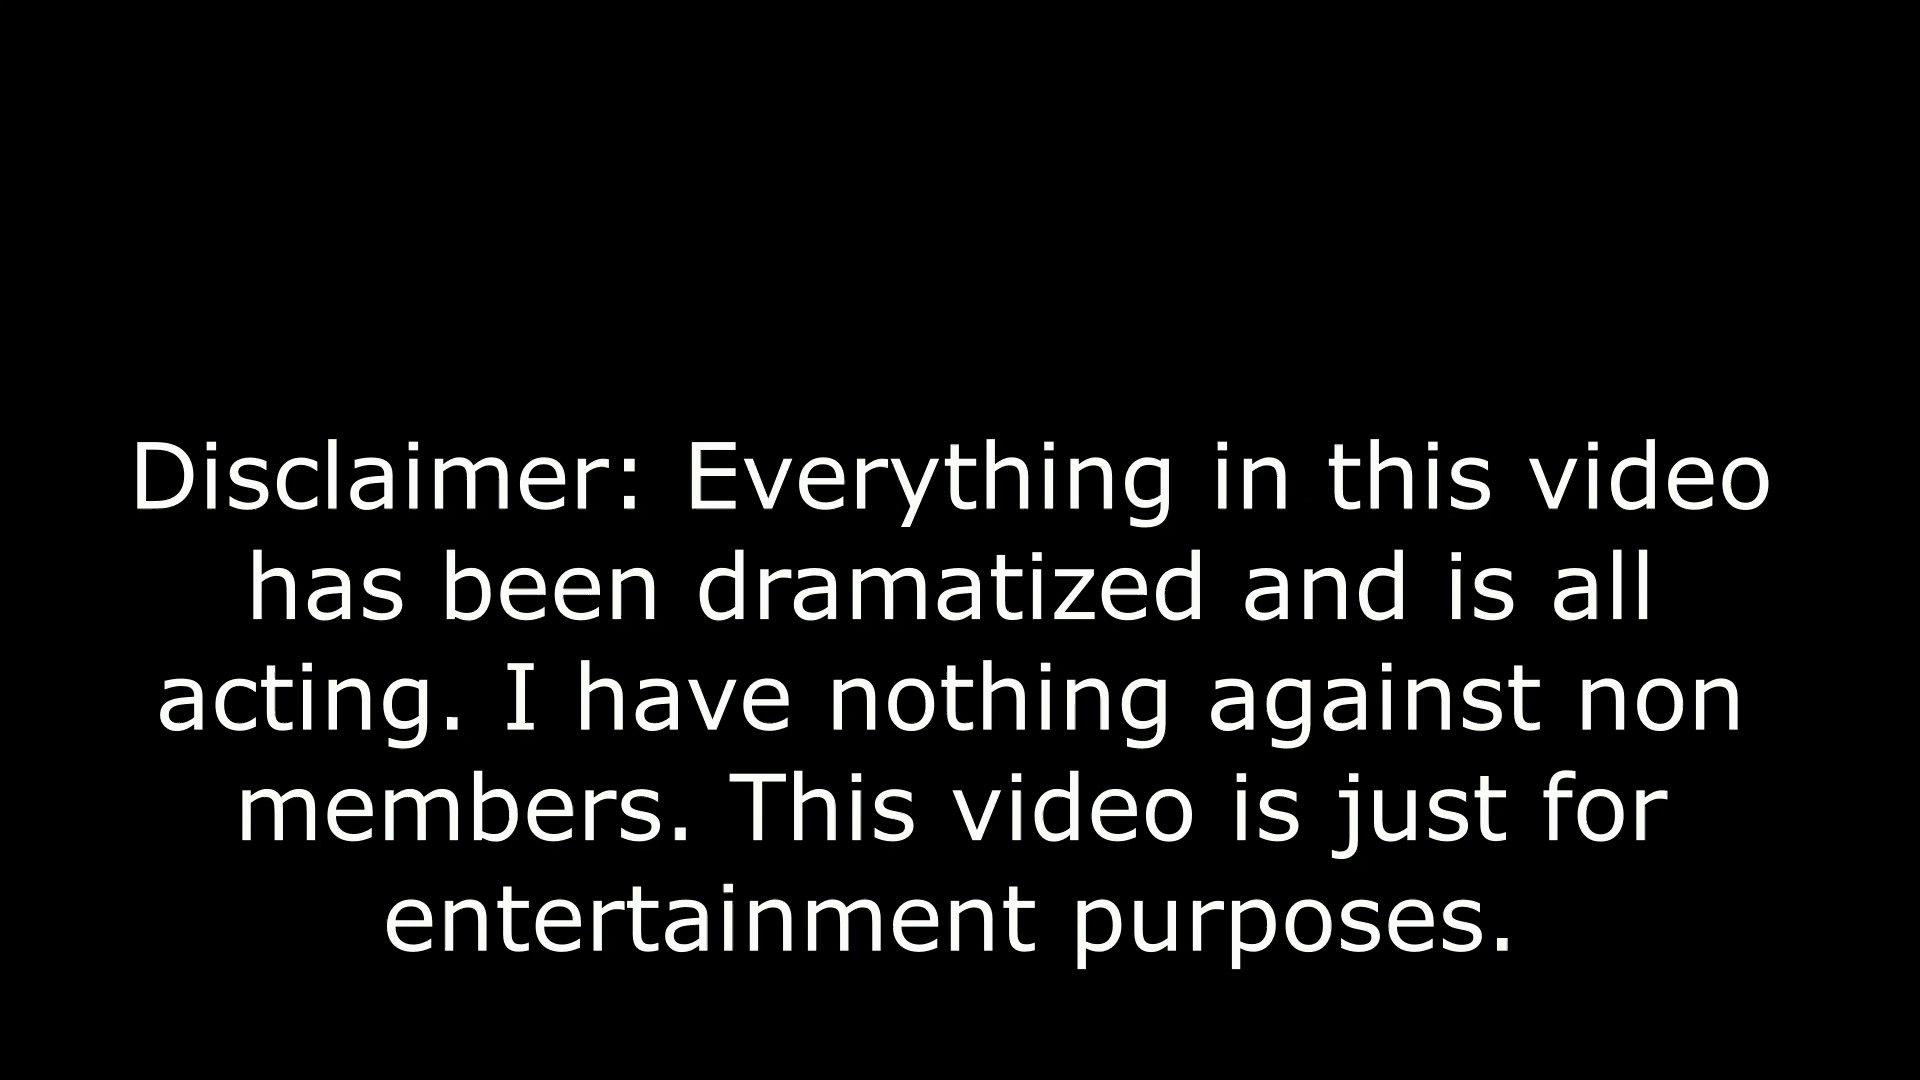 Disclaimer: Everything in this video
has been dramatized and is all
acting. I have nothing against non
members. This video is just for
entertainment purposes.